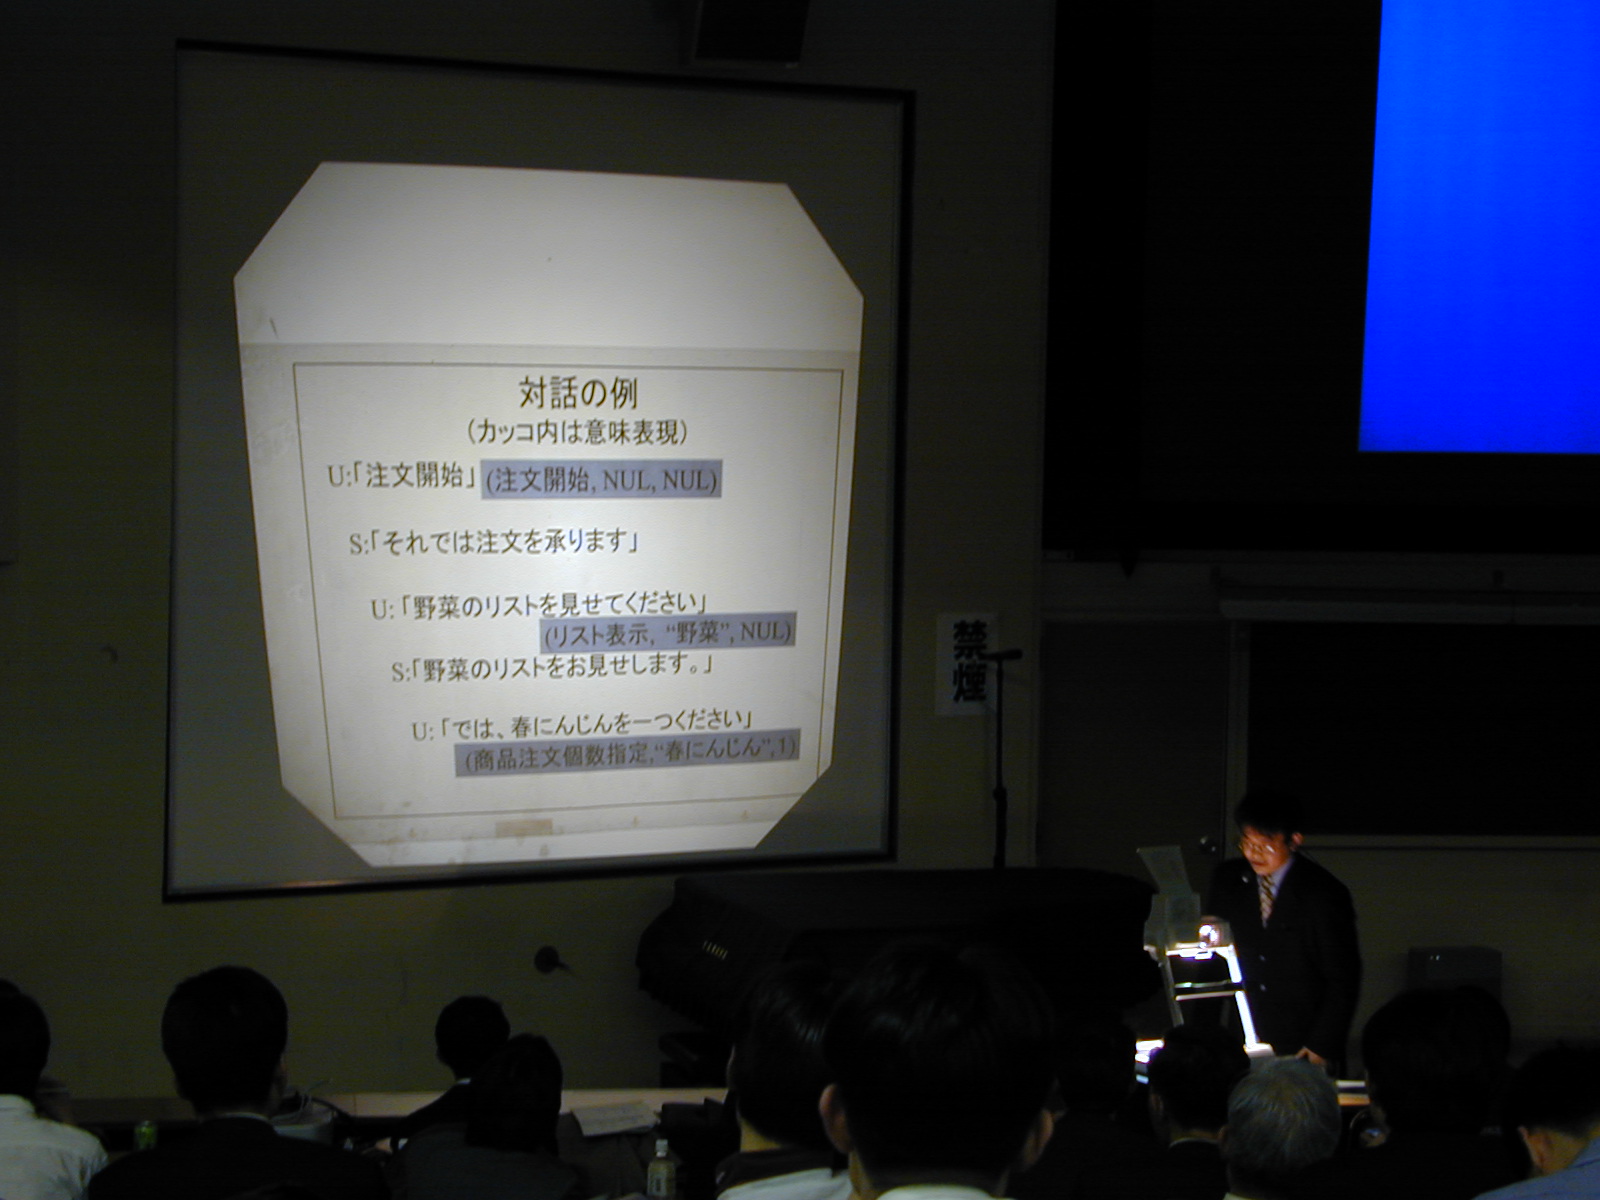 対話の例
(カッコ内は意味表現)
U:「注文開始」 (注文開始, NUL, NUL)
S:「それでは注文を承ります」
U:「野菜のリストを見せてください」
(リスト表示, “野菜”, NUL)
S:「野菜のリストをお見せします。」
U:「では、春にんじんを一つください」
(商品注文個数指定,“春にんじん”,1)
禁煙